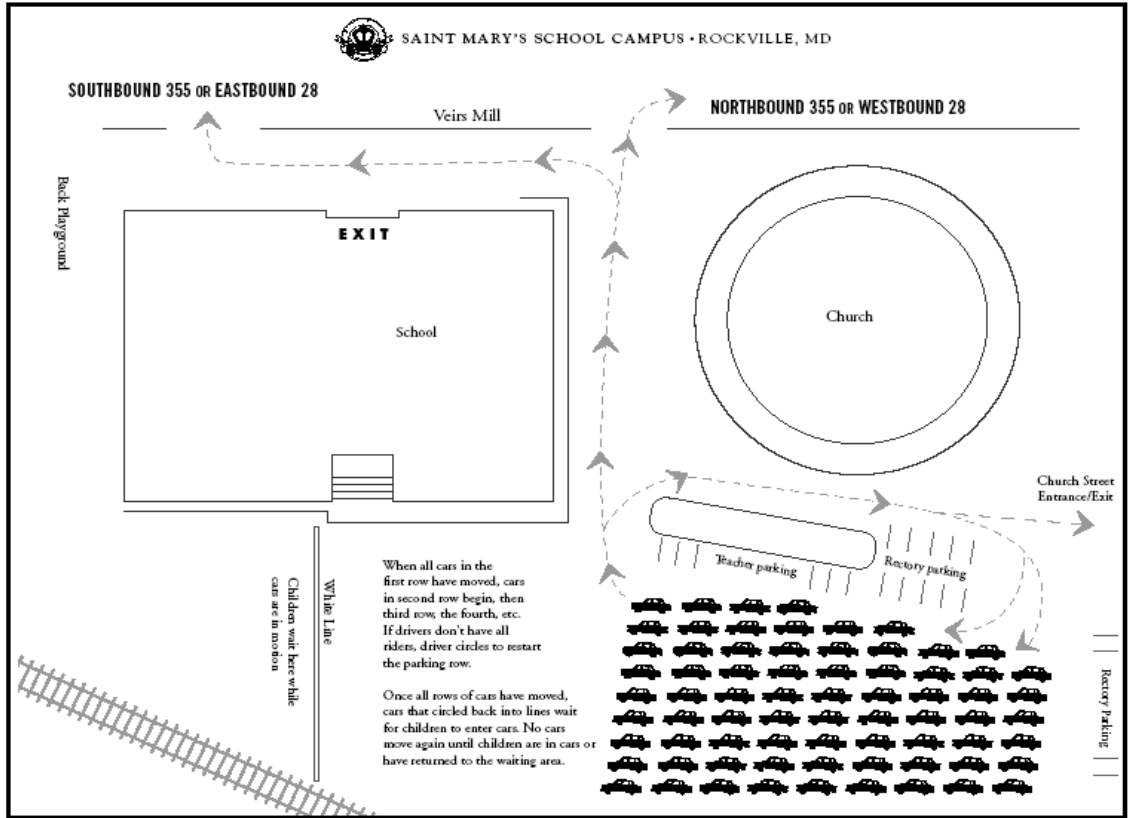 SAINT MARY'S SCHOOL CAMPUS • ROCKVILLE, MD
SOUTHBOUND 355 OR EASTBOUND 28
Veirs Mill
NORTHBOUND 355 OR WESTBOUND 28
Back Playground
EXIT
School
Church
Church Street
Entrance/Exit
Teacher parking
Rectory parking
White Line
Children wait here while
cars are in motion
When all cars in the
first row have moved, cars
in second row begin, then
third row, the fourth, etc.
If drivers don't have all
riders, driver circles to restart
the parking row.
Once all rows of cars have moved,
cars that circled back into lines wait
for children to enter cars. No cars
move again until children are in cars or
have returned to the waiting area.
Rectory Parking